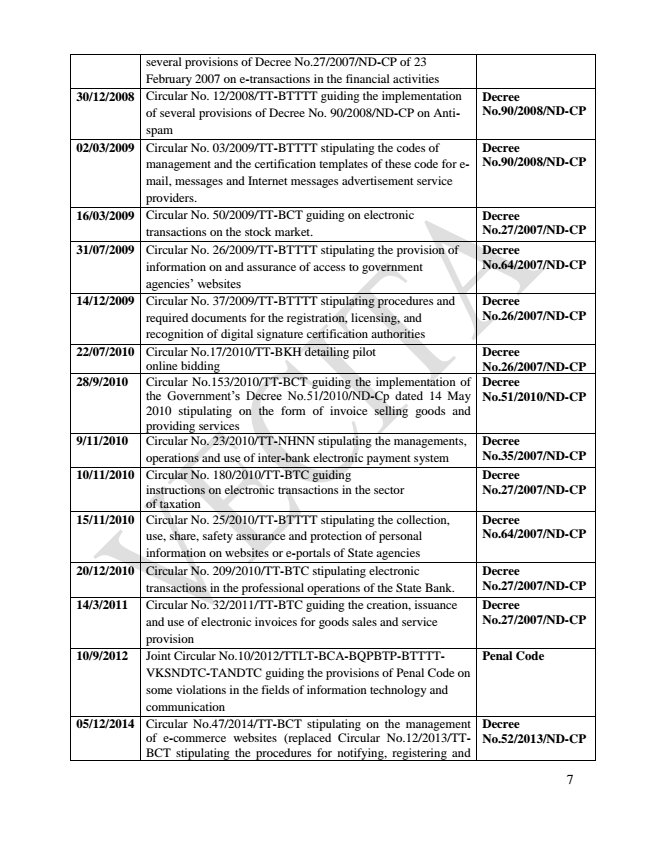 several provisions of Decree No.27/2007/ND-CP of 23
February 2007 on e-transactions in the financial activities
30/12/2008 Circular No. 12/2008/TT-BTTTT guiding the implementation Decree
of several provisions of Decree No. 90/2008/ND-CP on Anti- No.90/2008/ND-CP
spam
02/03/2009 Circular No. 03/2009/TT-BTTTT stipulating the codes of Decree
management and the certification templates of these code for e- No.90/2008/ND-CP
mail, messages and Internet messages advertisement service
providers.
16/03/2009 Circular No. 50/2009/TT-BCT guiding on electronic Decree
transactions on the stock market. No.27/2007/ND-CP
31/07/2009 Circular No. 26/2009/TT-BTTTT stipulating the provision of Decree
information on and assurance of access to government No.64/2007/ND-CP
agencies’ websites
14/12/2009 Circular No. 37/2009/TT-BTTTT stipulating procedures and Decree
required documents for the registration, licensing, and No.26/2007/ND-CP
recognition of digital signature certification authorities
22/07/2010 Circular No.17/2010/TT-BKH detailing pilot Decree
online bidding No.26/2007/ND-CP
28/9/2010 Circular No.153/2010/TT-BCT guiding the implementation of Decree
the Government’s Decree No.51/2010/ND-Cp dated 14 May No.51/2010/ND-CP
2010 stipulating on the form of invoice selling goods and
providing services
9/11/2010 Circular No. 23/2010/TT-NHNN stipulating the managements, Decree
operations and use of inter-bank electronic payment system No.35/2007/ND-CP
10/11/2010 Circular No. 180/2010/TT-BTC guiding Decree
instructions on electronic transactions in the sector No.27/2007/ND-CP
of taxation
15/11/2010 Circular No. 25/2010/TT-BTTTT stipulating the collection, Decree
use, share, safety assurance and protection of personal No.64/2007/ND-CP
information on websites or e-portals of State agencies
20/12/2010 Circular No. 209/2010/TT-BTC stipulating electronic Decree
transactions in the professional operations of the State Bank. No.27/2007/ND-CP
14/3/2011 Circular No. 32/2011/TT-BTC guiding the creation, issuance Decree
and use of electronic invoices for goods sales and service No.27/2007/ND-CP
provision
10/9/2012 Joint Circular No.10/2012/TTLT-BCA-BQPBTP-BTTTT- Penal Code
VKSNDTC-TANDTC guiding the provisions of Penal Code on
some violations in the fields of information technology and
communication
05/12/2014 Circular No.47/2014/TT-BCT stipulating on the management Decree
of e-commerce websites (replaced Circular No.12/2013/TT- No.52/2013/ND-CP
BCT stipulating the procedures for notifying, registering and
7
VECITA